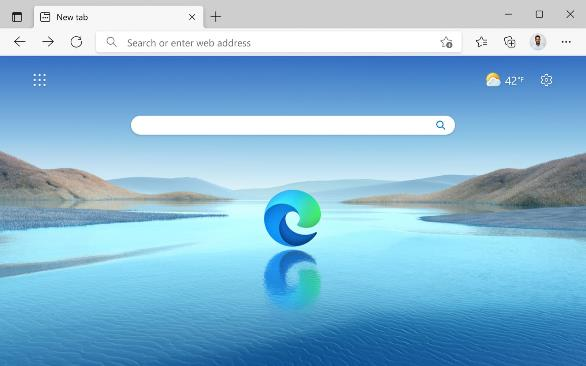 New tab
Search or enter web address
42°F